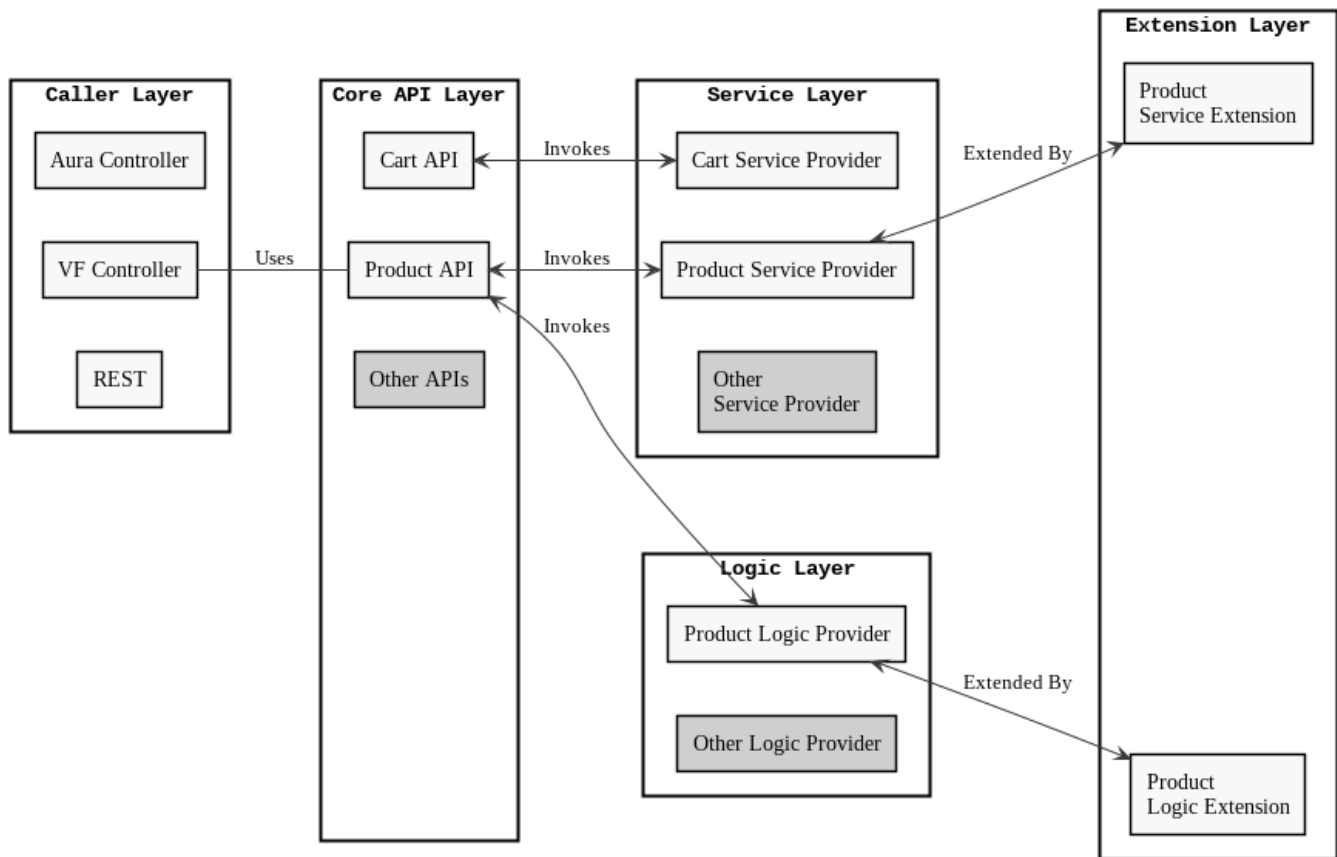 Extension Layer
Product
Service Extension
Caller Layer
Core API Layer
Service Layer
Aura Controller
Cart API
Invokes
Cart Service Provider
Extended By
VF Controller
Uses
Product API
Invokes
Product Service Provider
Invokes
REST
Other APIs
Other
Service Provider
Logic Layer
Product Logic Provider
Extended By
Other Logic Provider
Product
Logic Extension